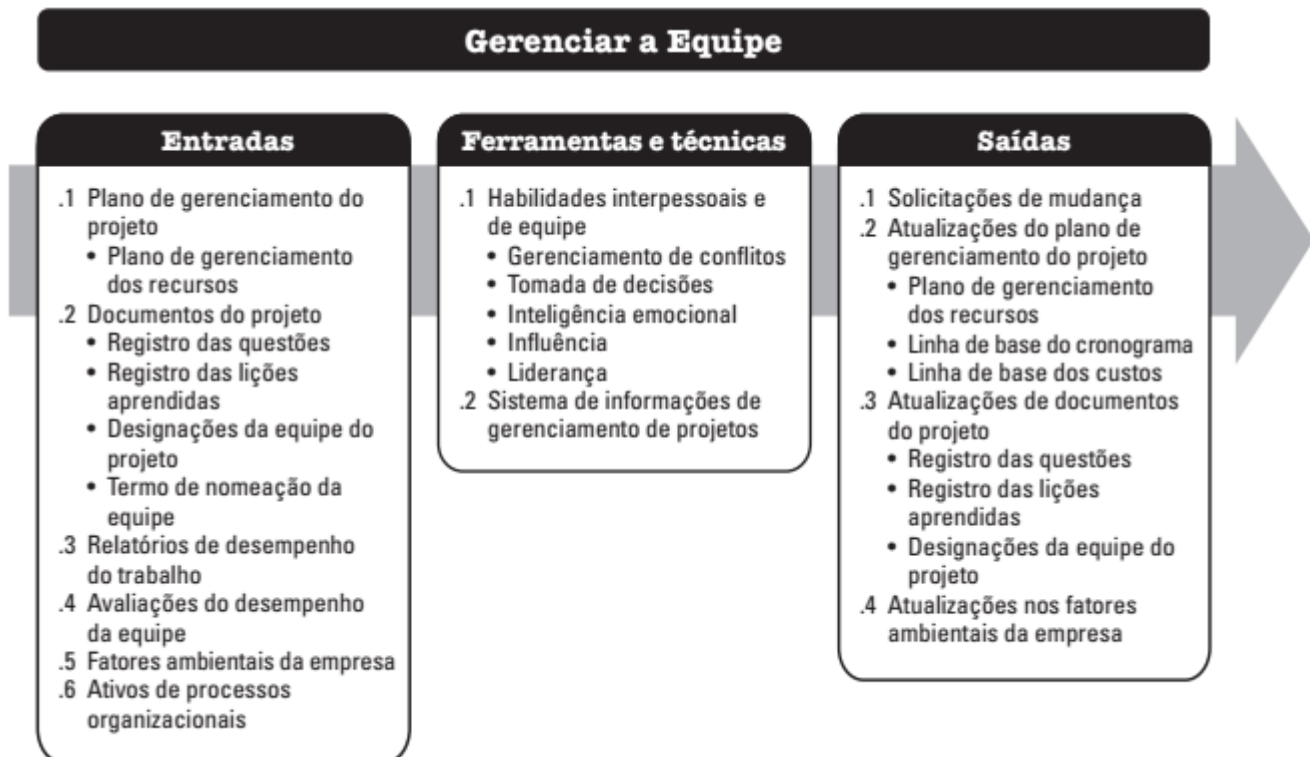 Gerenciar a Equipe
Entradas
.1 Plano de gerenciamento do
projeto
• Plano de gerenciamento
dos recursos
.2 Documentos do projeto
• Registro das questões
• Registro das lições
aprendidas
• Designações da equipe do
projeto
• Termo de nomeação da
equipe
.3 Relatórios de desempenho
do trabalho
.4 Avaliações do desempenho
da equipe
.5 Fatores ambientais da empresa
.6 Ativos de processos
organizacionais
Ferramentas e técnicas
.1 Habilidades interpessoais e
de equipe
• Gerenciamento de conflitos
• Tomada de decisões
• Inteligência emocional
• Influência
• Liderança
.2 Sistema de informações de
gerenciamento de projetos
Saídas
.1 Solicitações de mudança
.2 Atualizações do plano de
gerenciamento do projeto
• Plano de gerenciamento
dos recursos
• Linha de base do cronograma
• Linha de base dos custos
.3 Atualizações de documentos
do projeto
• Registro das questões
• Registro das lições
aprendidas
• Designações da equipe do
projeto
.4 Atualizações nos fatores
ambientais da empresa